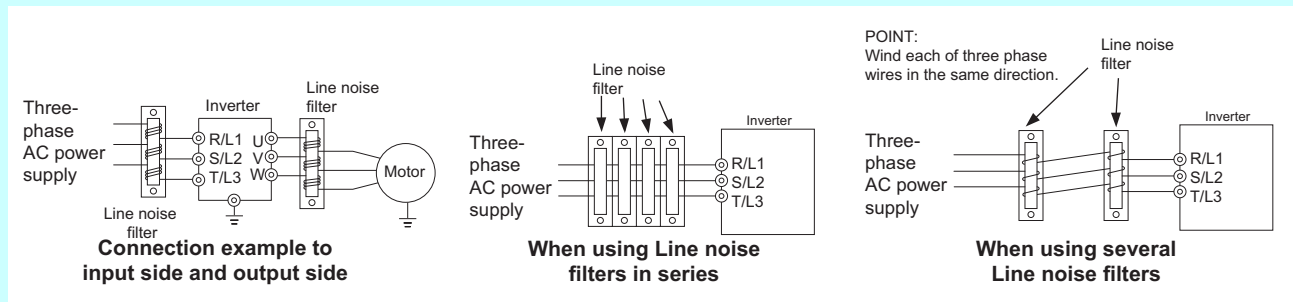 Three-
phase
AC power
supply
Line noise
filter
Inverter
R/L1
S/L2
T/L3
U
V
W
Line noise
filter
Motor
Connection example to
input side and output side
Line noise
filter
Three-
phase
AC power
supply
Inverter
R/L1
S/L2
T/L3
When using Line noise
filters in series
POINT:
Wind each of three phase
wires in the same direction.
Line noise
filter
Three-
phase
AC power
supply
Inverter
R/L1
S/L2
T/L3
When using several
Line noise filters